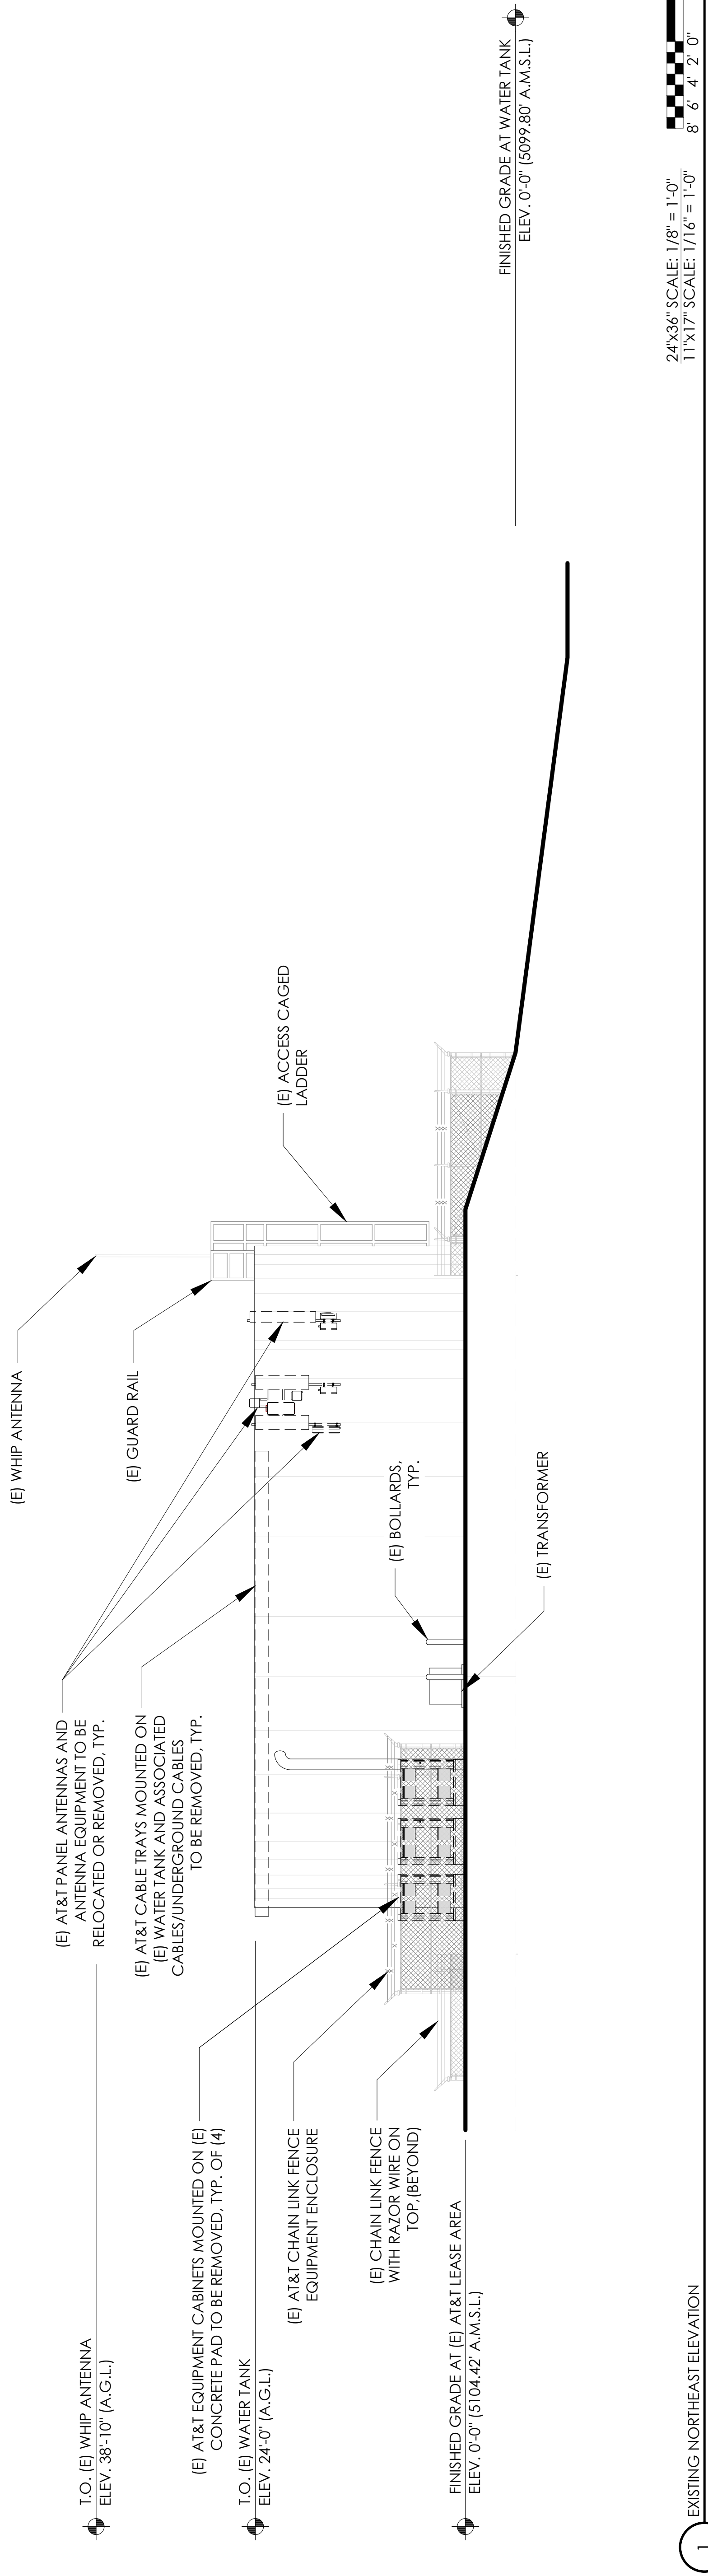 (E) WHIP ANTENNA
(E) GUARD RAIL
(E) ACCESS CAGED
LADDER
(E) AT&T PANEL ANTENNAS AND
ANTENNA EQUIPMENT TO BE
RELOCATED OR REMOVED, TYP.
(E) AT&T CABLE TRAYS MOUNTED ON
(E) WATER TANK AND ASSOCIATED
CABLES/UNDERGROUND CABLES
TO BE REMOVED, TYP.
T.O. (E) WHIP ANTENNA
ELEV. 38'-10" (A.G.L.)
(E) AT&T EQUIPMENT CABINETS MOUNTED ON (E)
CONCRETE PAD TO BE REMOVED, TYP. OF (4)
T.O. (E) WATER TANK
ELEV. 24'-0" (A.G.L.)
(E) AT&T CHAIN LINK FENCE
EQUIPMENT ENCLOSURE
(E) CHAIN LINK FENCE
WITH RAZOR WIRE ON
TOP,(BEYOND)
(E) BOLLARDS,
TYP.
(E) TRANSFORMER
FINISHED GRADE AT (E) AT&T LEASE AREA
ELEV. 0'-0" (5104.42' A.M.S.L.)
FINISHED GRADE AT WATER TANK
ELEV. 0'-0" (5099.80' A.M.S.L.)
24"x36" SCALE: 1/8" = 1'-0"
11"x17" SCALE: 1/16" = 1'-0"
8' 6' 4' 2' 0"
EXISTING NORTHEAST ELEVATION
1